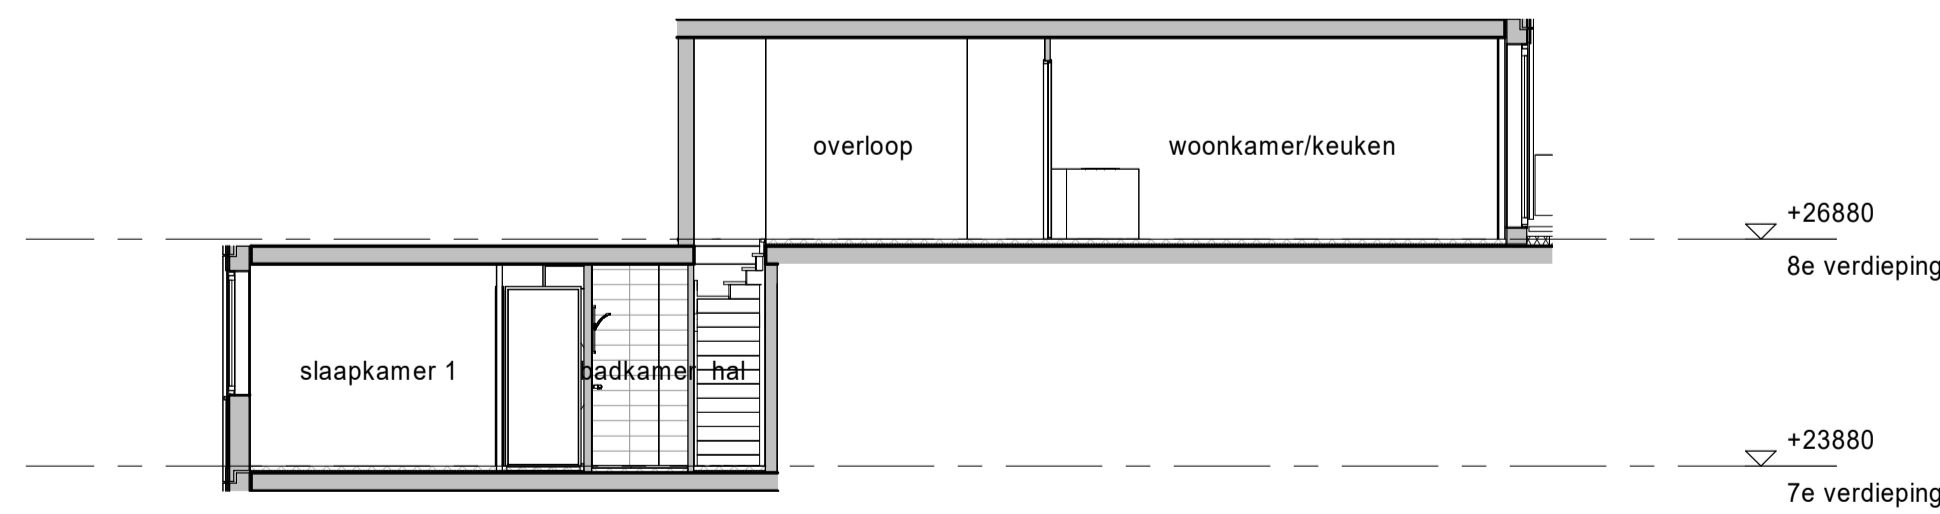 overloop
woonkamer/keuken
+26880
8e verdieping
slaapkamer 1
badkamer
hal
+23880
7e verdieping